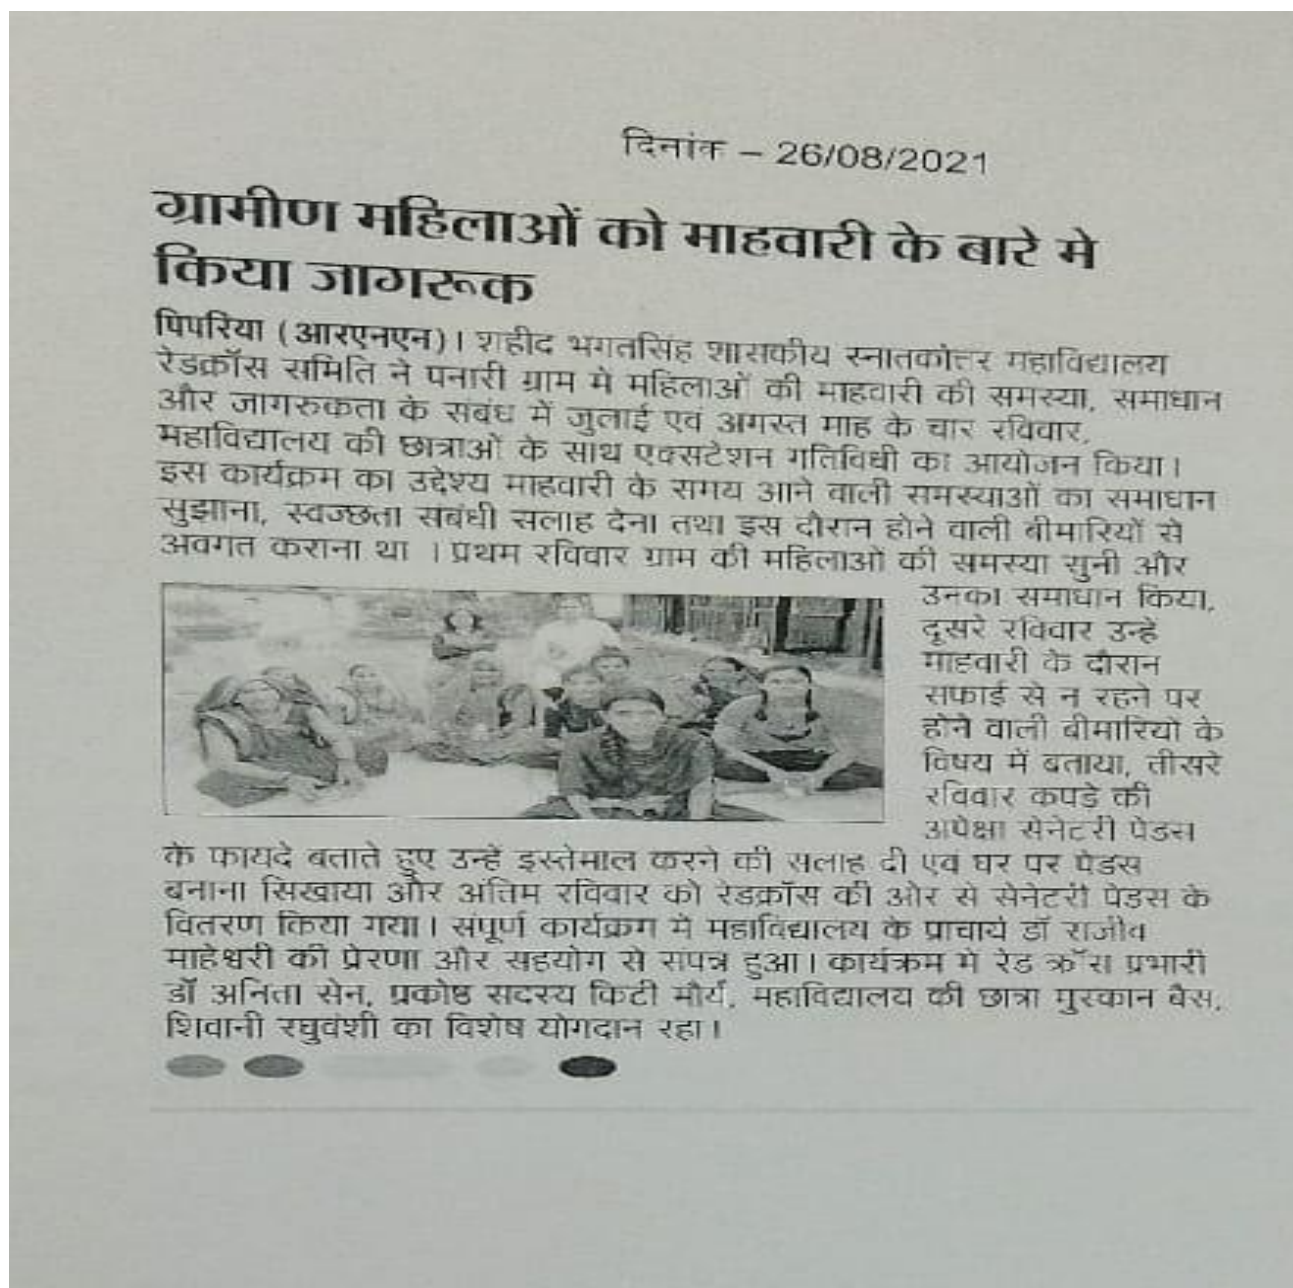 दिनांक – 26/08/2021
ग्रामीण महिलाओं को माहवारी के बारे मे
किया जागरूक
पिपरिया (आरएनएन)। शहीद भगतसिंह शासकीय स्नातकोत्तर महाविद्यालय
रेडक्रॉस समिति ने पनारी ग्राम मे महिलाओं की माहवारी की समस्या, समाधान
और जागरुकता के संबंध में जुलाई एवं अगस्त माह के चार रविवार,
महाविद्यालय की छात्राओं के साथ एक्सटेंशन गतिविधी का आयोजन किया।
इस कार्यक्रम का उद्देश्य माहवारी के समय आने वाली समस्याओं का समाधान
सुझाना, स्वज्छता संबंधी सलाह देना तथा इस दौरान होने वाली बीमारियों से
अवगत कराना था । प्रथम रविवार ग्राम की महिलाओं की समस्या सुनी और
उनका समाधान किया,
दूसरे रविवार उन्हें
माहवारी के दौरान
सफाई से न रहने पर
होने वाली बीमारियों के
विषय में बताया, तीसरे
रविवार कपडे की
अपेक्षा सेनेटरी पेडस
के फायदे बताते हुए उन्हें इस्तेमाल करने की सलाह दी एवं घर पर पेडस
बनाना सिखाया और अंतिम रविवार को रेडक्रॉस की ओर से सेनेटरी पेडस के
वितरण किया गया। संपूर्ण कार्यक्रम मे महाविद्यालय के प्राचार्य डॉ राजीव
माहेश्वरी की प्रेरणा और सहयोग से संपन्न हुआ। कार्यक्रम मे रेड क्रॉस प्रभारी
डॉ अनिता सेन, प्रकोष्ठ सदस्य किटी मौर्य, महाविद्यालय की छात्रा मुस्कान बैस,
शिवानी रघुवंशी का विशेष योगदान रहा।